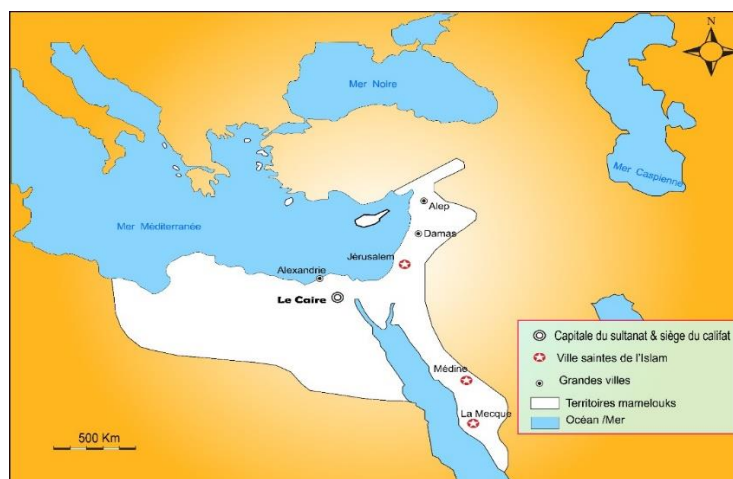 N
Mer Noire
Mer Caspienne
Mer Méditerranée
Alep
Damas
Jérusalem
Alexandrie
Le Caire
Médine
La Mecque
500 Km
Capitale du sultanat & siège du califat
Ville saintes de l'Islam
Grandes villes
Territoires mamelouks
Océan /Mer